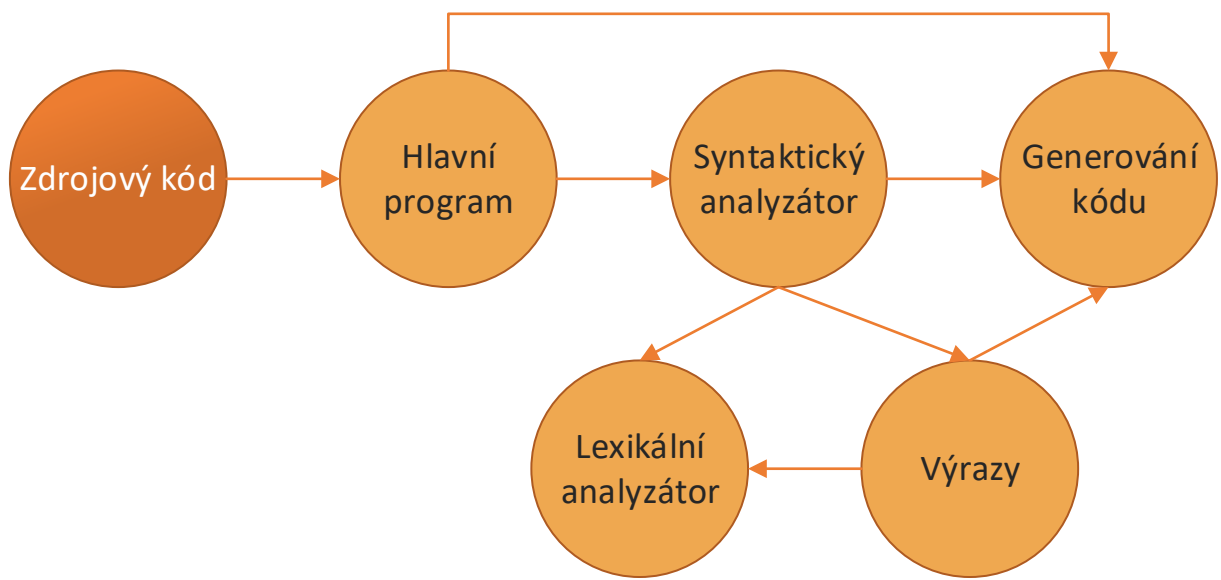 Zdrojový kód
Hlavní
program
Syntaktický
analyzátor
Generování
kódu
Lexikální
analyzátor
Výrazy